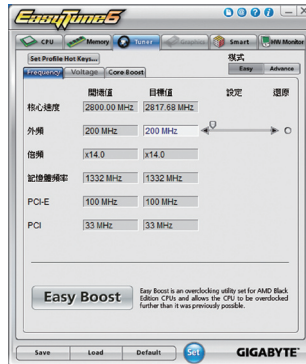 EasyTune6
CPU Memory Tuner Graphics Smart HW Monitor
Set Profile Hot Keys... 模式
Frequency Voltage Core Boost Easy Advance
開機值 目標值 設定 還原
核心速度 2800.00 MHz 2817.68 MHz
外頻 200 MHz 200 MHz
倍頻 x14.0 x14.0
記憶體頻率 1332 MHz 1332 MHz
PCI-E 100 MHz 100 MHz
PCI 33 MHz 33 MHz
Easy Boost
Easy Boost is an overclocking utility set for AMD Black
Edition CPUs and allows the CPU to be overclocked
further than it was previously possible.
Save Load Default Set GIGABYTE